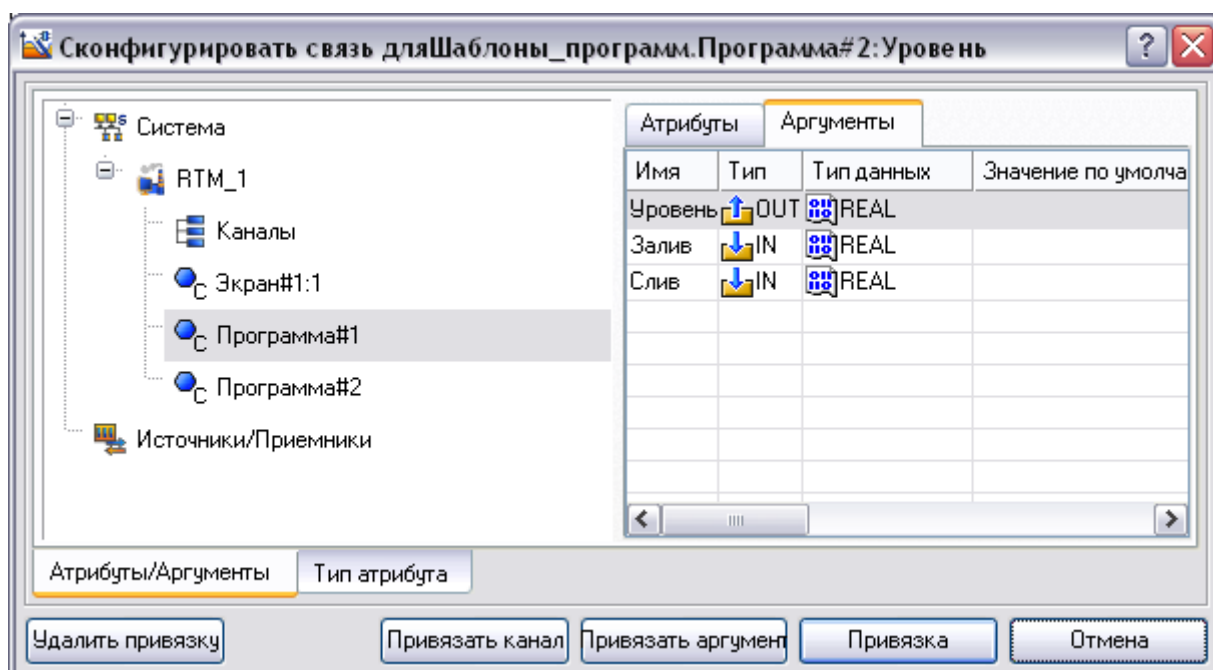 Сконфигурировать связь дляШаблоны_программ.Программа#2:Уровень
Система
RTM_1
Каналы
Экран#1:1
Программа#1
Программа#2
Источники/Приемники
Атрибуты Аргументы
Имя Тип Тип данных Значение по умолча
Уровень OUT REAL
Залив IN REAL
Слив IN REAL
Атрибуты/Аргументы Тип атрибута
Удалить привязку Привязать канал Привязать аргумент Привязка Отмена